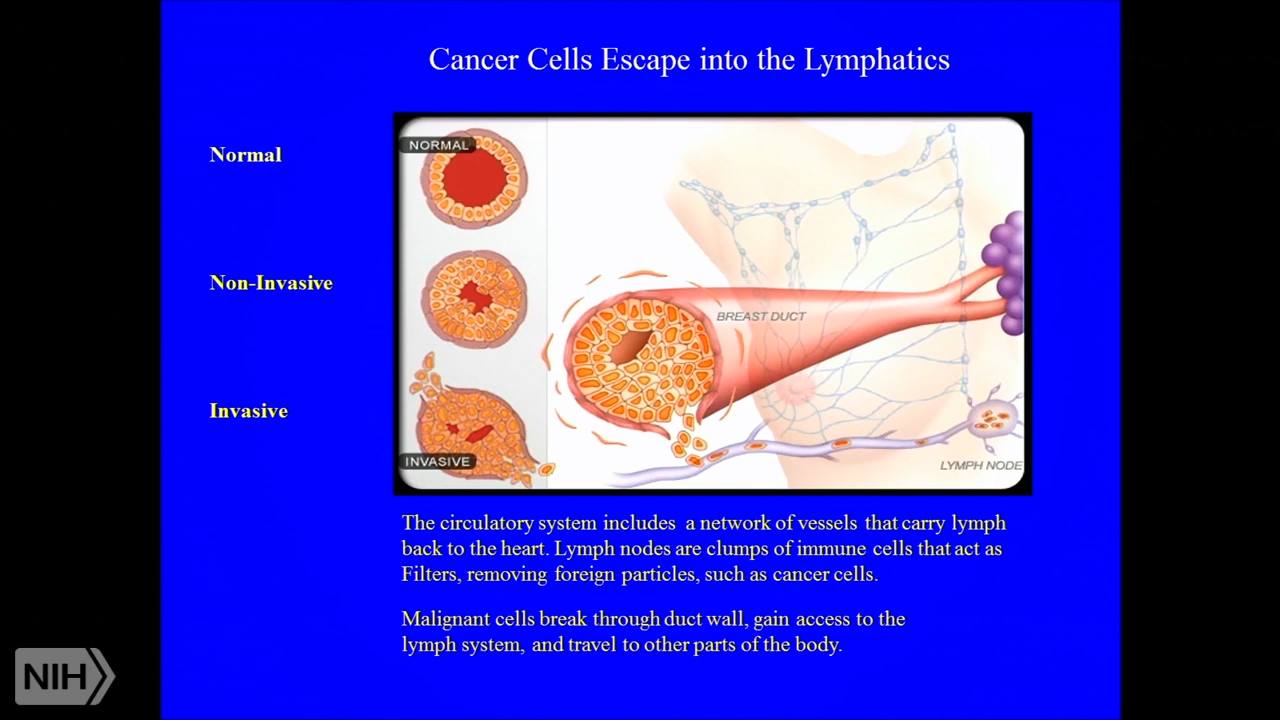 Cancer Cells Escape into the Lymphatics
Normal
Non-Invasive
Invasive
NORMAL
BREAST DUCT
INVASIVE
LYMPH NODE
The circulatory system includes a network of vessels that carry lymph
back to the heart. Lymph nodes are clumps of immune cells that act as
Filters, removing foreign particles, such as cancer cells.
Malignant cells break through duct wall, gain access to the
lymph system, and travel to other parts of the body.
NIH